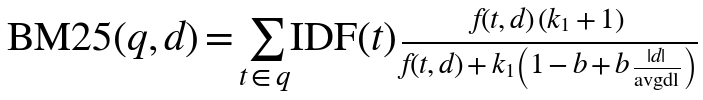 BM25(q, d) = ∑_{t ∈ q} IDF(t) \frac{f(t, d) (k_1 + 1)}{f(t, d) + k_1 (1 − b + b \frac{|d|}{avgdl})}